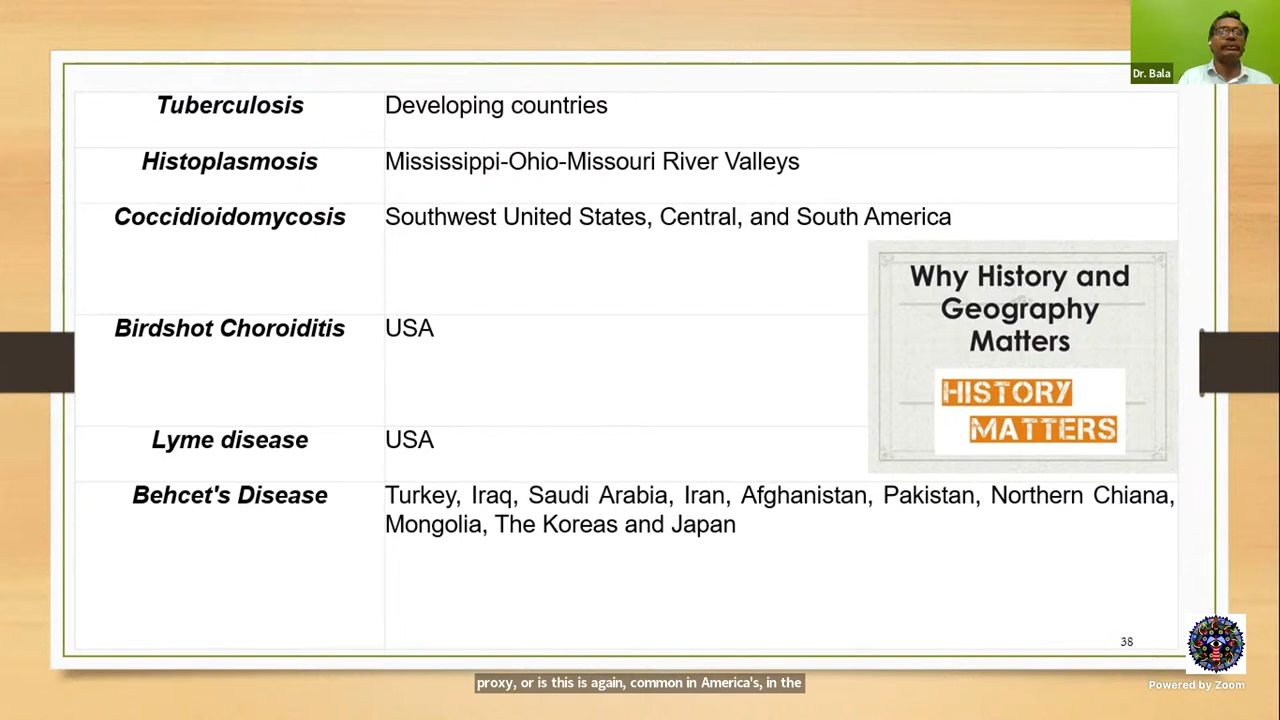 Dr. Bala
Tuberculosis Developing countries
Histoplasmosis Mississippi-Ohio-Missouri River Valleys
Coccidioidomycosis Southwest United States, Central, and South America
Why History and
Geography
Matters
HISTORY
MATTERS
Birdshot Choroiditis USA
Lyme disease USA
Behcet's Disease Turkey, Iraq, Saudi Arabia, Iran, Afghanistan, Pakistan, Northern Chiana,
Mongolia, The Koreas and Japan
38
proxy, or is this is again, common in America's, in the
Powered by Zoom